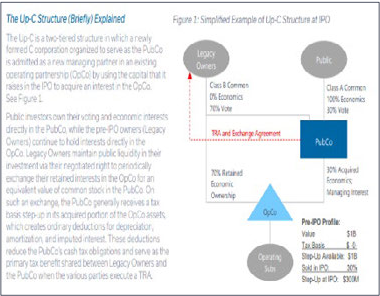 The Up-C Structure (Briefly) Explained
The Up-C is a two-tiered structure in which a newly
formed C corporation organized to serve as the PubCo
is admitted as a new managing partner in an existing
operating partnership (OpCo) by using the capital that it
raises in the IPO to acquire an interest in the OpCo.
See Figure 1.
Public investors own their voting and economic interests
directly in the PubCo, while the pre-IPO owners (Legacy
Owners) continue to hold interests directly in the
OpCo. Legacy Owners maintain public liquidity in their
investment via their negotiated right to periodically
exchange their retained interests in the OpCo for an
equivalent value of common stock in the PubCo. On
such an exchange, the PubCo generally receives a tax
basis step-up in its acquired portion of the OpCo assets,
which creates ordinary deductions for depreciation,
amortization, and imputed interest. These deductions
reduce the PubCo's cash tax obligations and serve as the
primary tax benefit shared between Legacy Owners and
the PubCo when the various parties execute a TRA.
Figure 1: Simplified Example of Up-C Structure at IPO
Legacy
Owners
Public
Class B Common
0% Economics
70% Vote
Class A Common
100% Economics
30% Vote
TRA and Exchange Agreement
PubCo
70% Retained
Economic
Ownership
30% Acquired
Economics;
Managing Interest
OpCo
Operating
Subs
Pre-IPO Profile:
Value $1B
Tax Basis $ 0
Step-Up Available: $1B
Sold in IPO: 30%
Step-Up at IPO: $300M